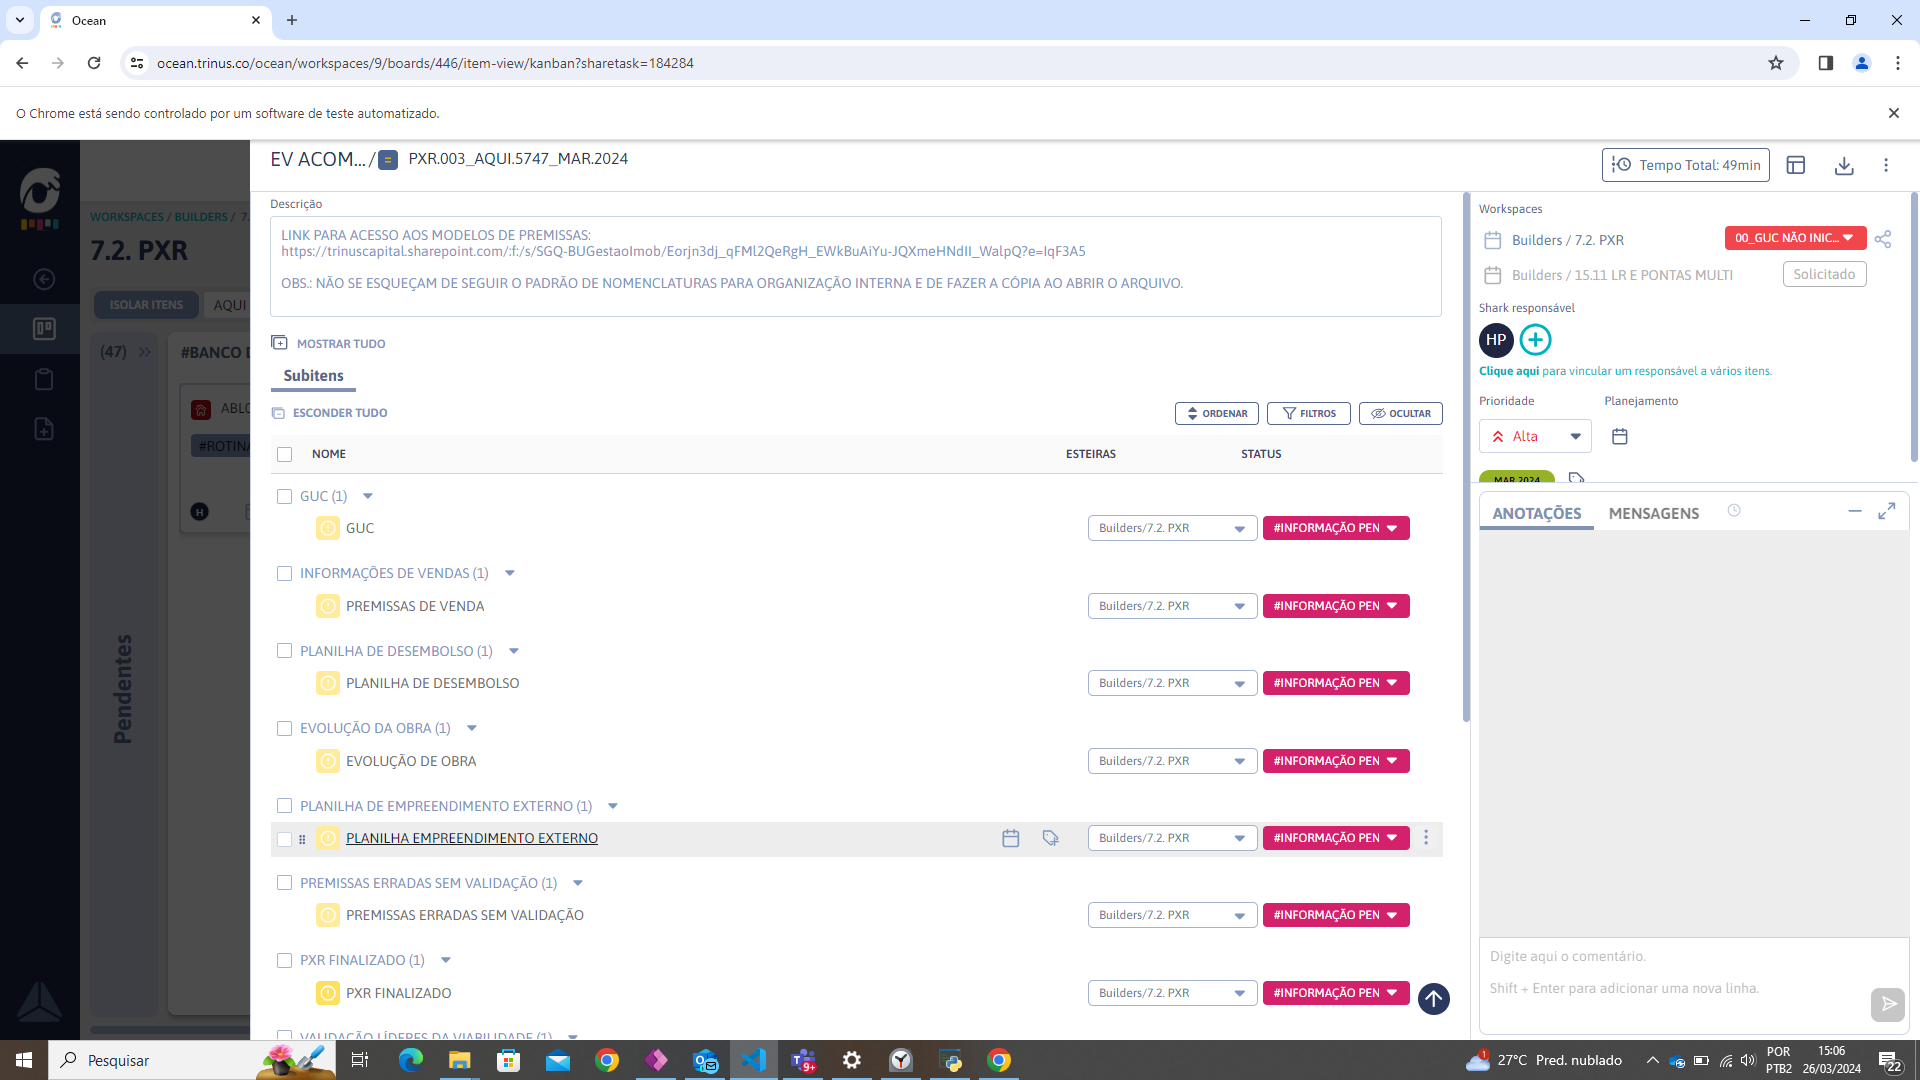 Ocean
ocean.trinus.co/ocean/workspaces/9/boards/446/item-view/kanban?sharetask=184284
O Chrome está sendo controlado por um software de teste automatizado.
EV ACOM... / PXR.003_AQUI.5747_MAR.2024
Tempo Total: 49min
WORKSPACES / BUILDERS / 7.
7.2. PXR
ISOLAR ITENS
AQUI
(47)
#BANCO D
ABLO
#ROTINA
H
Pendentes
Descrição
LINK PARA ACESSO AOS MODELOS DE PREMISSAS:
https://trinuscapital.sharepoint.com/:f:/s/SGQ-BUGestaoImob/Eorjn3dj_qFMl2QeRgH_EWkBuAiYu-JQXmeHNdII_WalpQ?e=IqF3A5
OBS.: NÃO SE ESQUEÇAM DE SEGUIR O PADRÃO DE NOMENCLATURAS PARA ORGANIZAÇÃO INTERNA E DE FAZER A CÓPIA AO ABRIR O ARQUIVO.
MOSTRAR TUDO
Subitens
ESCONDER TUDO
ORDENAR
FILTROS
OCULTAR
NOME ESTEIRAS STATUS
GUC (1)
GUC Builders/7.2. PXR #INFORMAÇÃO PEN
INFORMAÇÕES DE VENDAS (1)
PREMISSAS DE VENDA Builders/7.2. PXR #INFORMAÇÃO PEN
PLANILHA DE DESEMBOLSO (1)
PLANILHA DE DESEMBOLSO Builders/7.2. PXR #INFORMAÇÃO PEN
EVOLUÇÃO DA OBRA (1)
EVOLUÇÃO DE OBRA Builders/7.2. PXR #INFORMAÇÃO PEN
PLANILHA DE EMPREENDIMENTO EXTERNO (1)
PLANILHA EMPREENDIMENTO EXTERNO Builders/7.2. PXR #INFORMAÇÃO PEN
PREMISSAS ERRADAS SEM VALIDAÇÃO (1)
PREMISSAS ERRADAS SEM VALIDAÇÃO Builders/7.2. PXR #INFORMAÇÃO PEN
PXR FINALIZADO (1)
PXR FINALIZADO Builders/7.2. PXR #INFORMAÇÃO PEN
VALIDAÇÃO LÍDERES DA VIABILIDADE (1)
Workspaces
Builders / 7.2. PXR 00_GUC NÃO INIC...
Builders / 15.11 LR E PONTAS MULTI Solicitado
Shark responsável
HP
Clique aqui para vincular um responsável a vários itens.
Prioridade Planejamento
Alta
MAR.2024
ANOTAÇÕES MENSAGENS
Digite aqui o comentário.
Shift + Enter para adicionar uma nova linha.
Pesquisar
9+
1
27°C Pred. nublado
POR
PTB2
15:06
26/03/2024
22